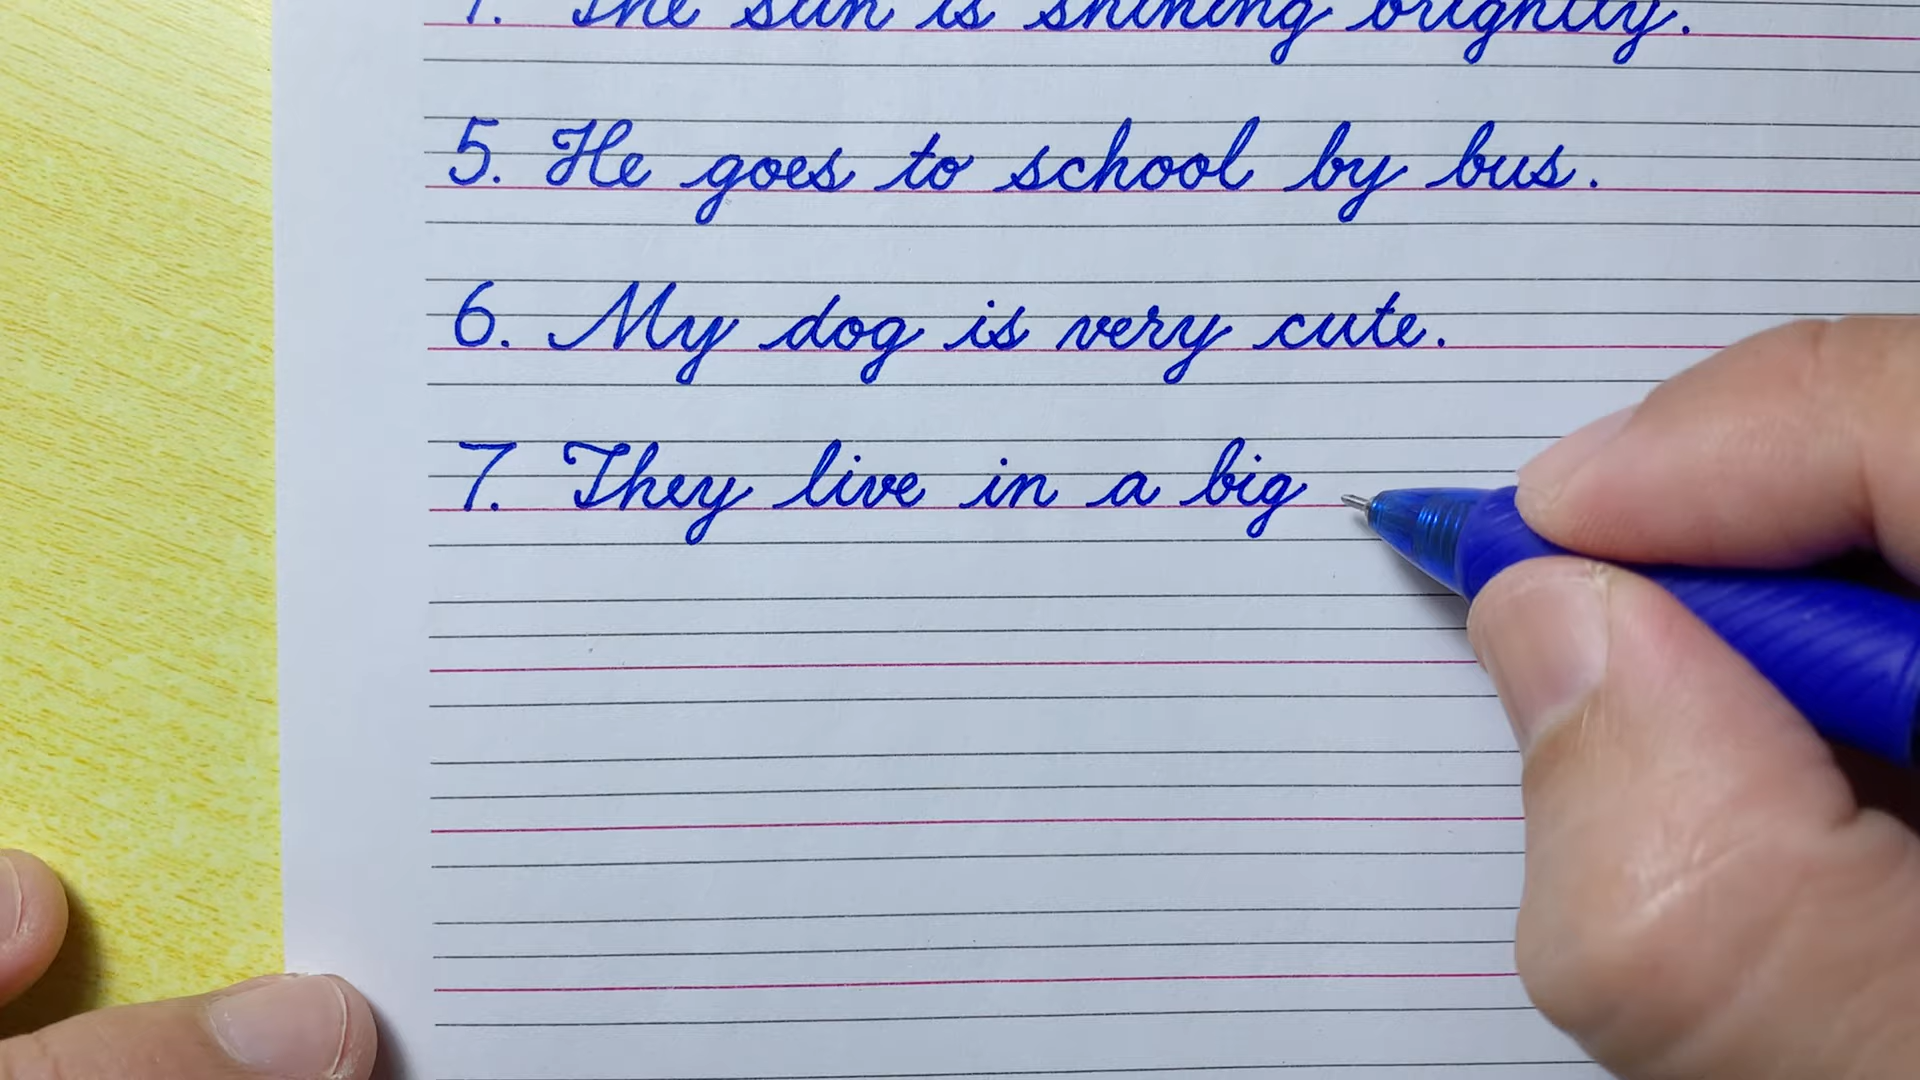 The sun is shining brightly.
5. He goes to school by bus.
6. My dog is very cute.
7. They live in a big